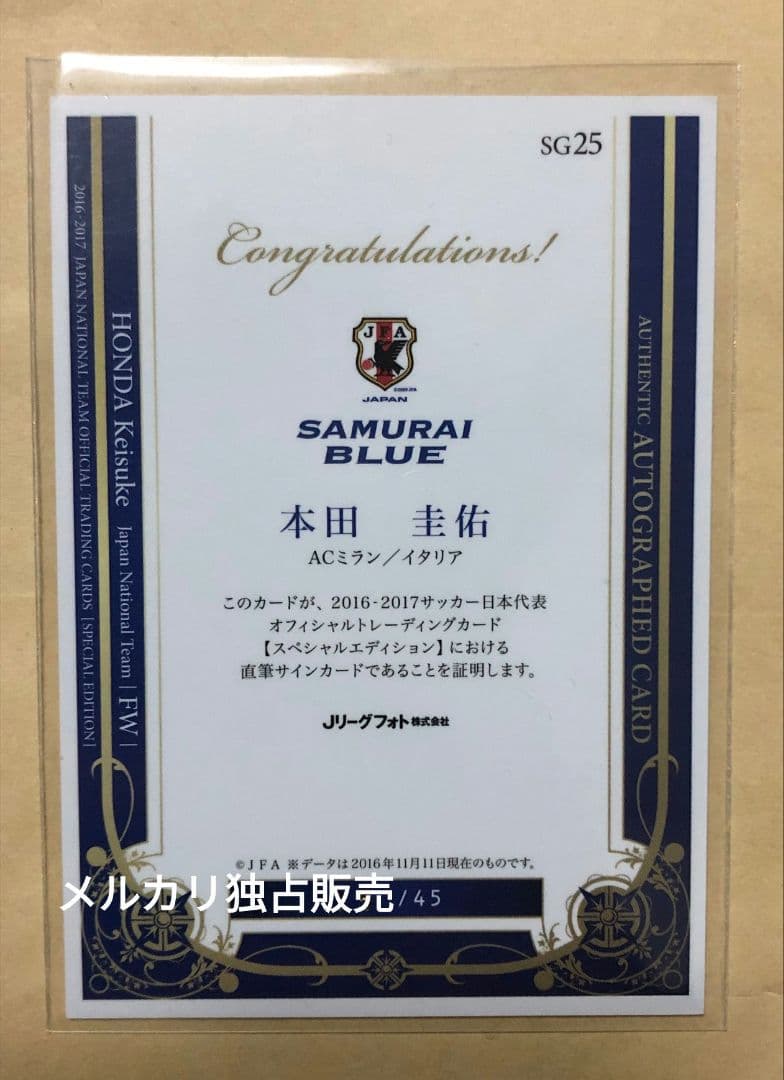 SG25
Congratulations!
JFA
JAPAN
SAMURAI
BLUE
本田 圭佑
ACミラン／イタリア
このカードが、2016-2017サッカー日本代表
オフィシャルトレーディングカード
【スペシャルエディション】における
直筆サインカードであることを証明します。
Jリーグフォト株式会社
©JFA ※データは2016年11月11日現在のものです。
/45
メルカリ独占販売
2016-2017 JAPAN NATIONAL TEAM OFFICIAL TRADING CARDS [SPECIAL EDITION]
HONDA Keisuke Japan National Team | FW |
AUTHENTIC AUTOGRAPHED CARD